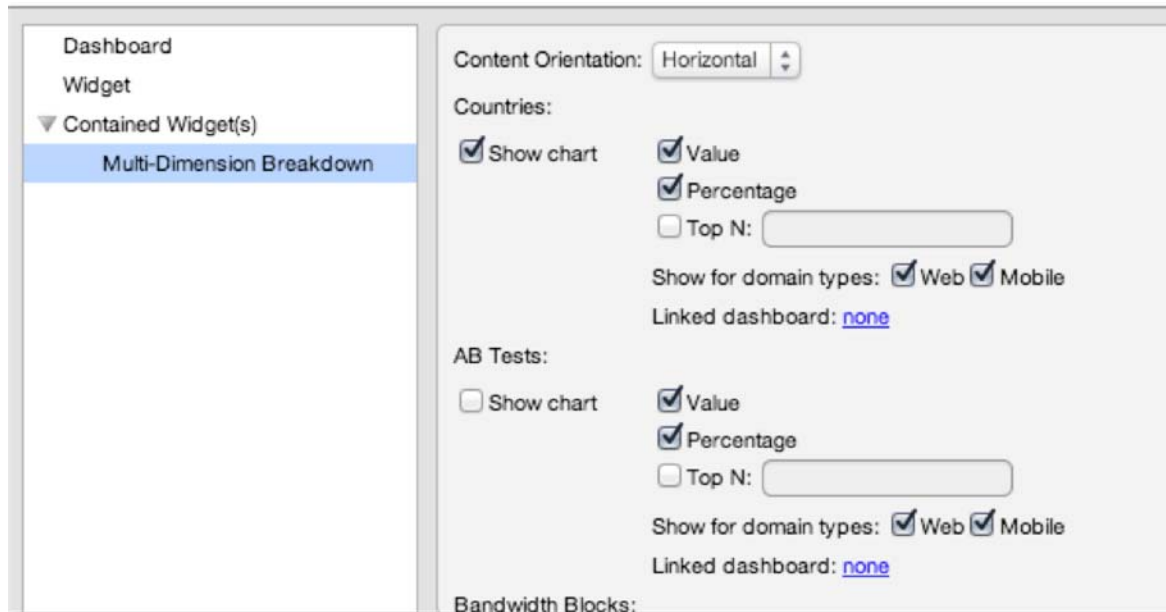 Dashboard
Widget
Contained Widget(s)
Multi-Dimension Breakdown
Content Orientation: Horizontal
Countries:
Show chart Value
Percentage
Top N:
Show for domain types: Web Mobile
Linked dashboard: none
AB Tests:
Show chart Value
Percentage
Top N:
Show for domain types: Web Mobile
Linked dashboard: none
Bandwidth Blocks: